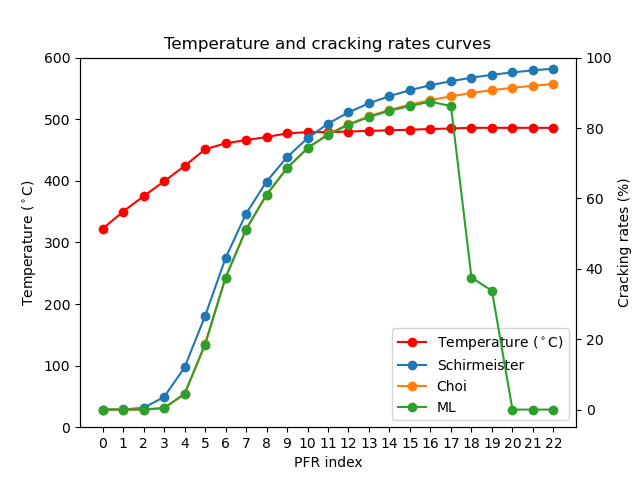 Temperature and cracking rates curves
600
500
400
300
200
100
0
Temperature (°C)
100
80
60
40
20
0
Cracking rates (%)
Temperature (°C)
Schirmeister
Choi
ML
0 1 2 3 4 5 6 7 8 9 10 11 12 13 14 15 16 17 18 19 20 21 22
PFR index